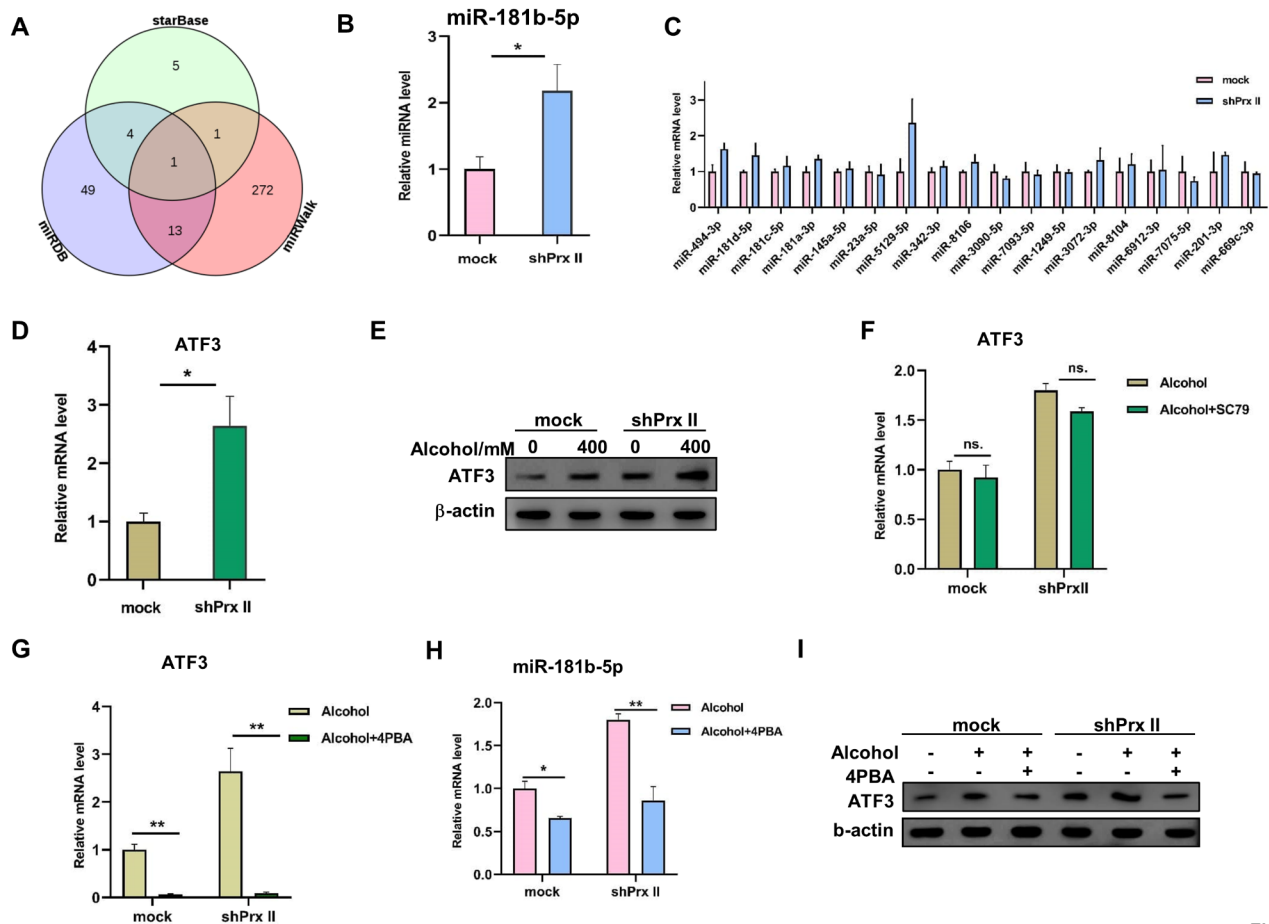 A
starBase
5
4
1
1
49
272
13
miRDB
miRWalk
B
miR-181b-5p
Relative miRNA level
3
2
1
0
*
mock
shPrx II
C
Relative mRNA level
3
2
1
0
mock
shPrx II
miR-494-3p
miR-181d-5p
miR-181c-5p
miR-181a-3p
miR-145a-5p
miR-23a-5p
miR-5129-5p
miR-342-3p
miR-8106
miR-3090-5p
miR-7093-5p
miR-1249-5p
miR-3072-3p
miR-8104
miR-6912-3p
miR-7075-5p
miR-201-3p
miR-669c-3p
D
ATF3
Relative mRNA level
4
3
2
1
0
*
mock
shPrx II
E
mock shPrx II
Alcohol/mM 0 400 0 400
ATF3
β-actin
F
ATF3
Relative mRNA level
2.0
1.5
1.0
0.5
0.0
ns.
ns.
Alcohol
Alcohol+SC79
mock
shPrxII
G
ATF3
Relative mRNA level
4
3
2
1
0
**
**
Alcohol
Alcohol+4PBA
mock
shPrx II
H
miR-181b-5p
Relative mRNA level
2.0
1.5
1.0
0.5
0.0
*
**
Alcohol
Alcohol+4PBA
mock
shPrx II
I
mock shPrx II
Alcohol - + + - + +
4PBA - - + - - +
ATF3
b-actin